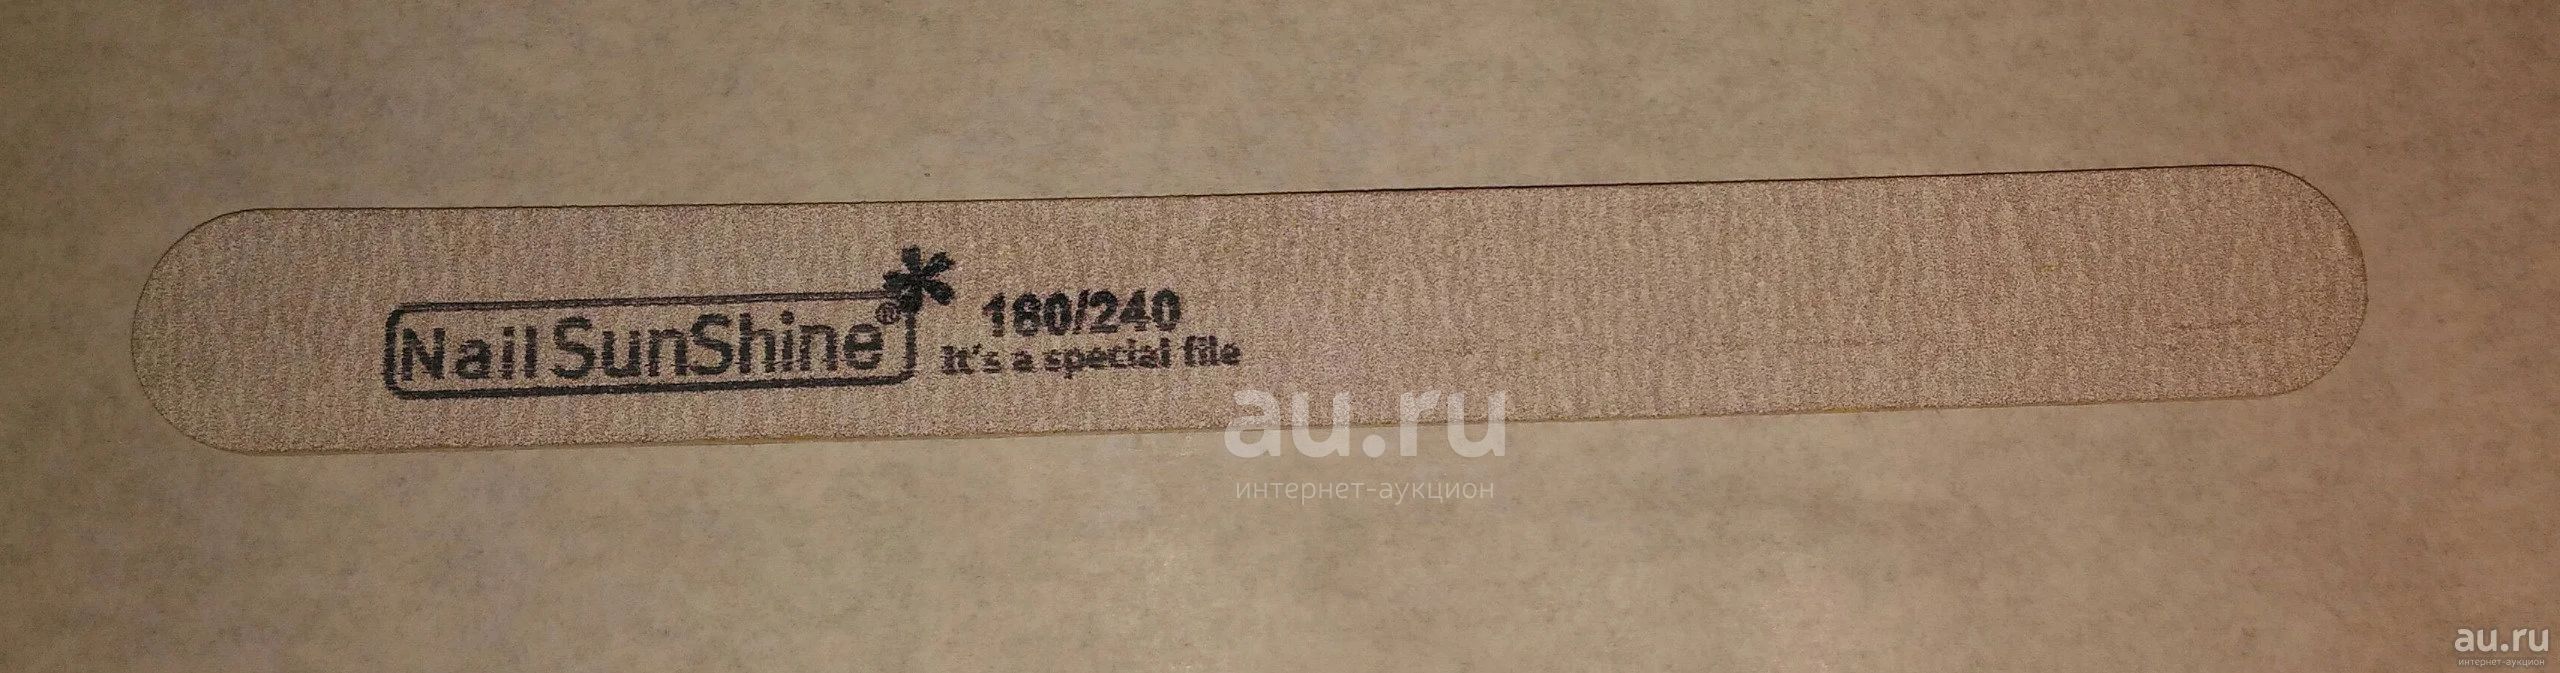 Nail SunShine®
180/240
It's a special file
au.ru
интернет-аукцион
au.ru
интернет-аукцион